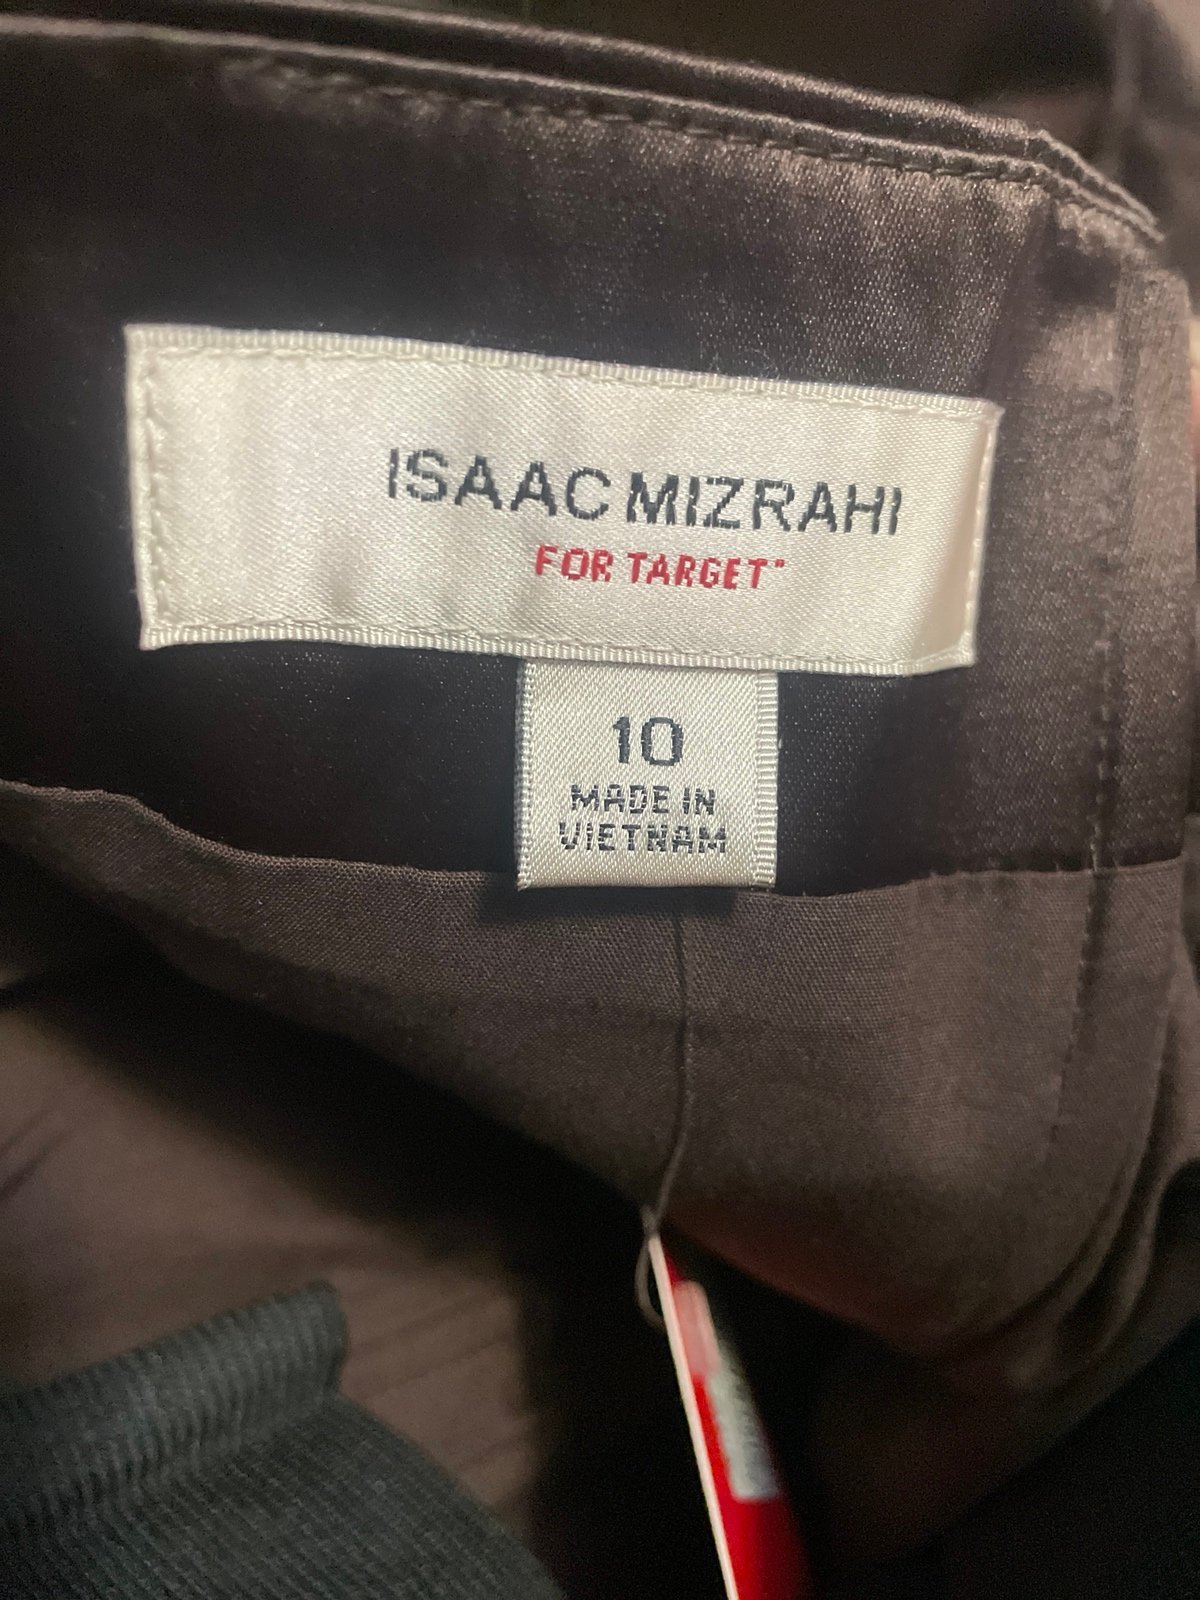 ISAAC MIZRAHI
FOR TARGET
10
MADE IN
VIETNAM